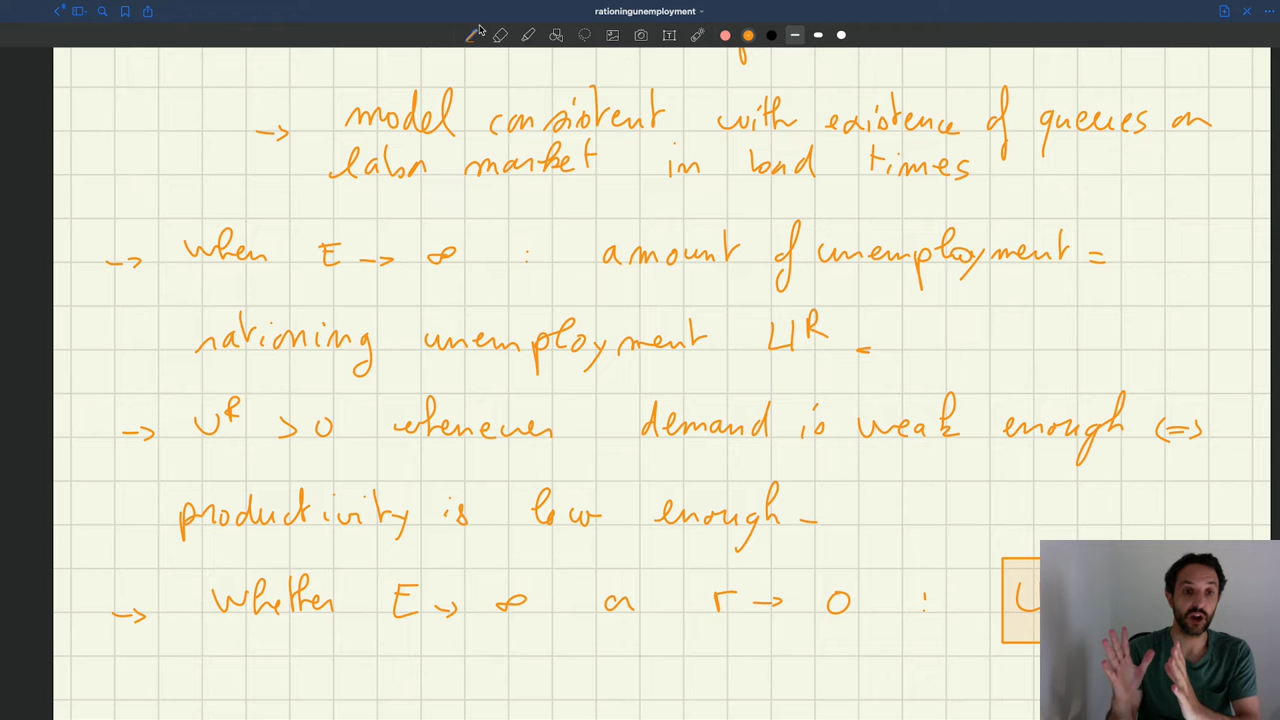 rationingunemployment
→ model consistent with existence of queues on
labor market in bad times
→ when E → ∞ : amount of unemployment =
rationing unemployment U^R.
→ U^R > 0 whenever demand is weak enough <=>
productivity is low enough -
→ whether E → ∞ or r → 0 : U